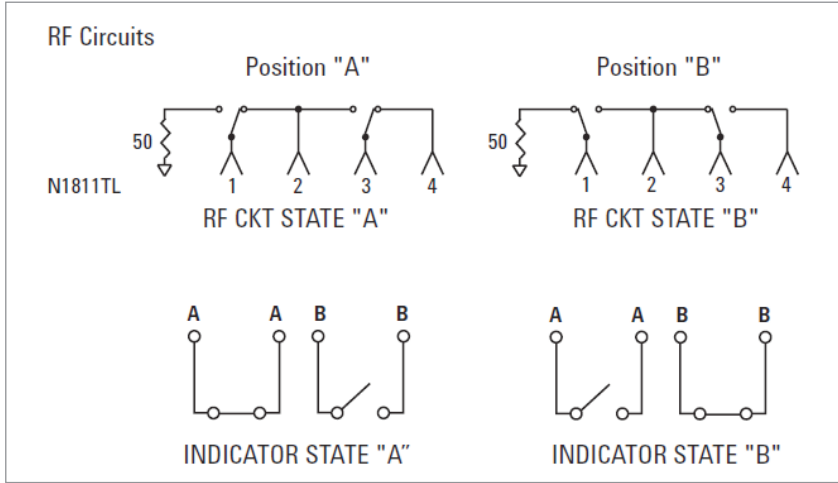 RF Circuits
Position "A" Position "B"
50 50
N1811TL 1 2 3 4 1 2 3 4
RF CKT STATE "A" RF CKT STATE "B"
A A B B A A B B
INDICATOR STATE "A" INDICATOR STATE "B"